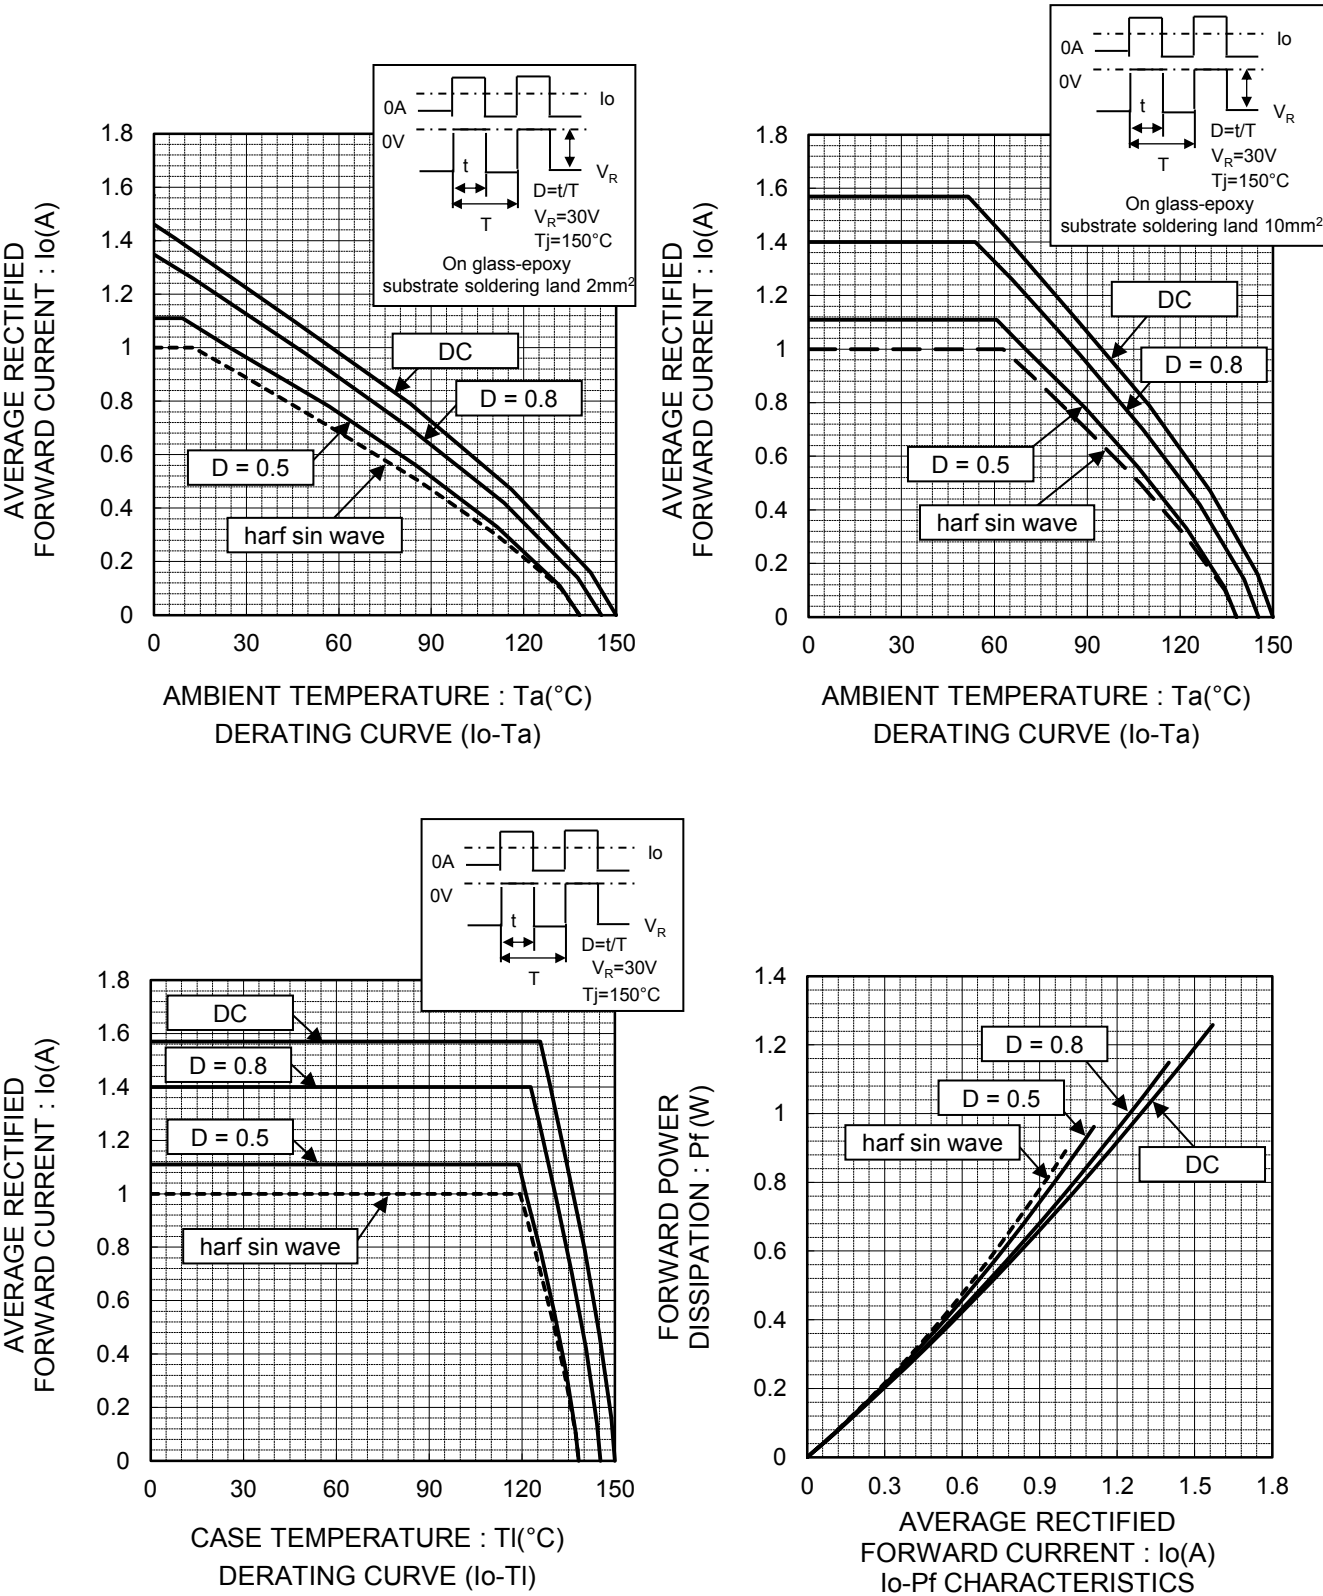 0A
Io
0V
t
V_R
D=t/T
T
V_R=30V
Tj=150°C
On glass-epoxy
substrate soldering land 2mm²
1.8
1.6
1.4
1.2
1
0.8
0.6
0.4
0.2
0
AVERAGE RECTIFIED
FORWARD CURRENT : Io(A)
DC
D = 0.8
D = 0.5
harf sin wave
0 30 60 90 120 150
AMBIENT TEMPERATURE : Ta(°C)
DERATING CURVE (Io-Ta)
0A
Io
0V
t
V_R
D=t/T
T
V_R=30V
Tj=150°C
On glass-epoxy
substrate soldering land 10mm²
1.8
1.6
1.4
1.2
1
0.8
0.6
0.4
0.2
0
AVERAGE RECTIFIED
FORWARD CURRENT : Io(A)
DC
D = 0.8
D = 0.5
harf sin wave
0 30 60 90 120 150
AMBIENT TEMPERATURE : Ta(°C)
DERATING CURVE (Io-Ta)
0A
Io
0V
t
V_R
D=t/T
T
V_R=30V
Tj=150°C
1.8
1.6
1.4
1.2
1
0.8
0.6
0.4
0.2
0
AVERAGE RECTIFIED
FORWARD CURRENT : Io(A)
DC
D = 0.8
D = 0.5
harf sin wave
0 30 60 90 120 150
CASE TEMPERATURE : Tl(°C)
DERATING CURVE (Io-Tl)
1.4
1.2
1
0.8
0.6
0.4
0.2
0
FORWARD POWER
DISSIPATION : Pf (W)
D = 0.8
D = 0.5
harf sin wave
DC
0 0.3 0.6 0.9 1.2 1.5 1.8
AVERAGE RECTIFIED
FORWARD CURRENT : Io(A)
Io-Pf CHARACTERISTICS